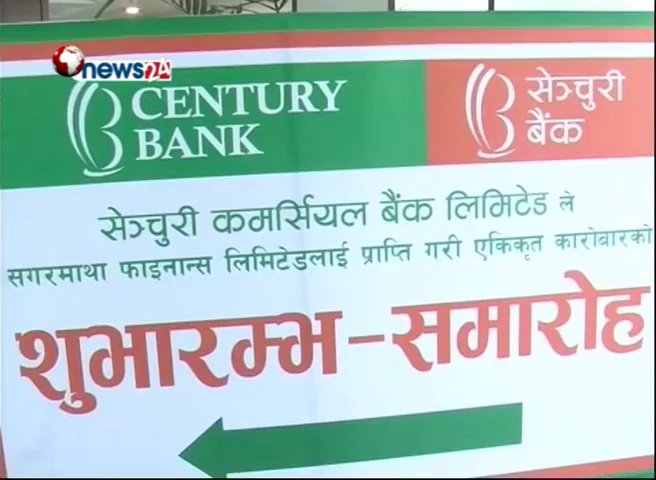 news24
CENTURY
BANK
सेञ्चुरी
बैंक
सेञ्चुरी कमर्सियल बैंक लिमिटेड ले
सगरमाथा फाइनान्स लिमिटेडलाई प्राप्ति गरी एकिकृत कारोबारको
शुभारम्भ-समारोह